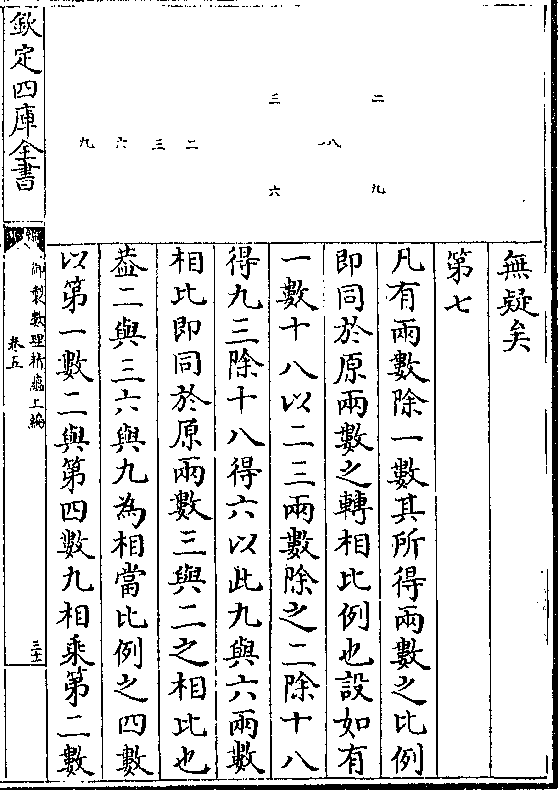 無疑矣
第七
凡有兩數除一數其所得兩數之比例
即同於原兩數之轉相比例也設如有
一數十八以二三兩數除之二除十八
得九三除十八得六以此九與六兩數
相比即同於原兩數三與二之相比也
葢二與三六與九為相當比例之四數
以第一數二與第四數九相乘第二數
二 九
一八
三 六
二 三 六 九
欽定四庫全書
御製數理精蘊上編
卷五